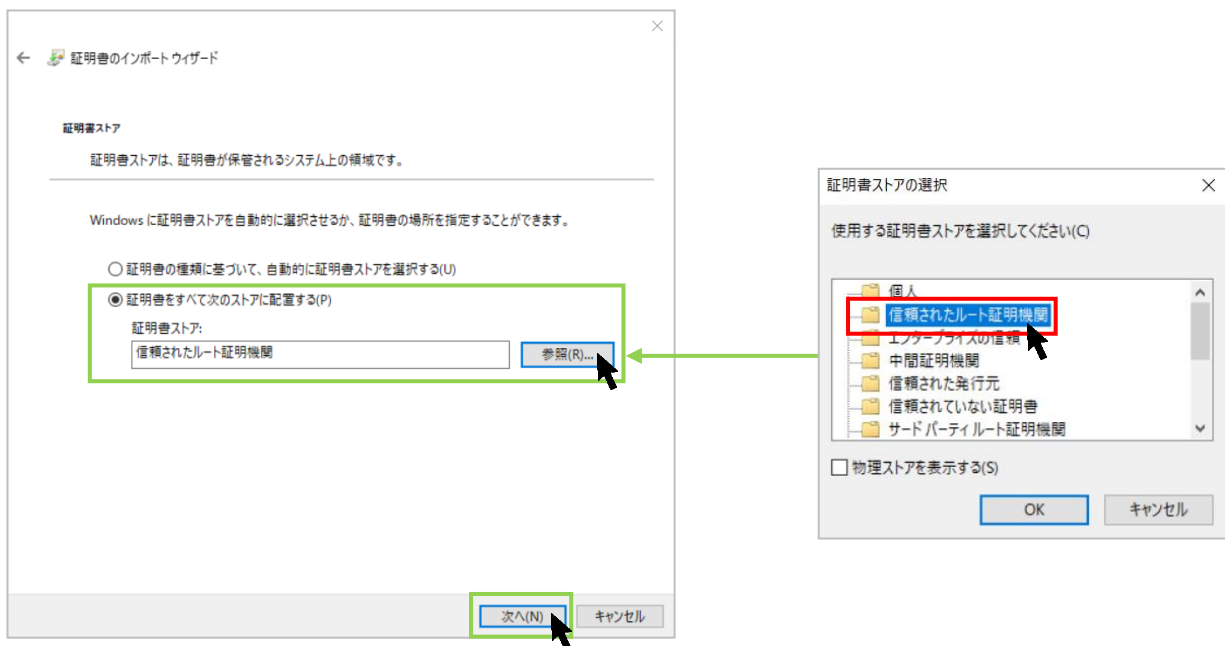 証明書のインポート ウィザード
証明書ストア
証明書ストアは、証明書が保管されるシステム上の領域です。
Windows に証明書ストアを自動的に選択させるか、証明書の場所を指定することができます。
証明書の種類に基づいて、自動的に証明書ストアを選択する(U)
証明書をすべて次のストアに配置する(P)
証明書ストア:
信頼されたルート証明機関
参照(R)...
次へ(N)
キャンセル
証明書ストアの選択
使用する証明書ストアを選択してください(C)
個人
信頼されたルート証明機関
エンタープライズの信頼
中間証明機関
信頼された発行元
信頼されていない証明書
サード パーティ ルート証明機関
物理ストアを表示する(S)
OK
キャンセル